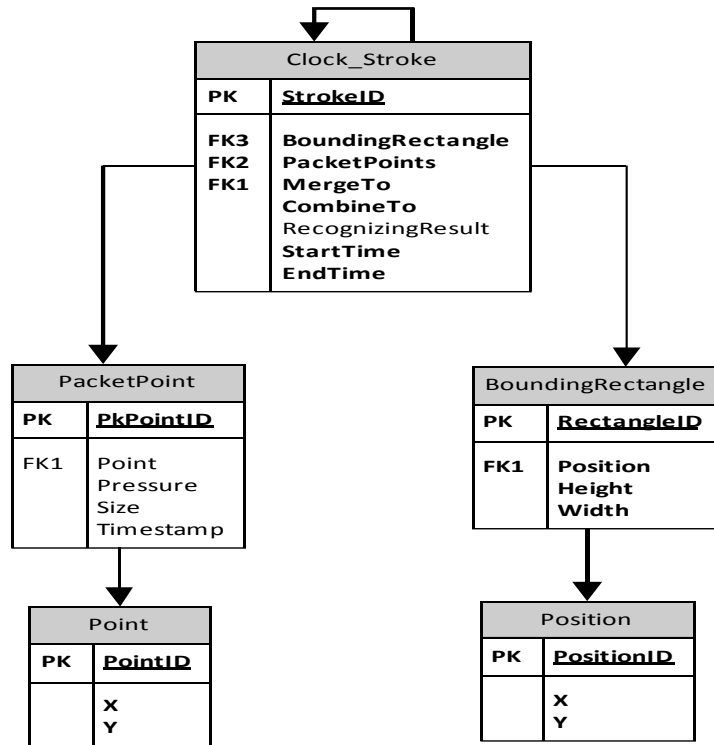 Clock_Stroke
PK StrokeID
FK3 BoundingRectangle
FK2 PacketPoints
FK1 MergeTo
CombineTo
RecognizingResult
StartTime
EndTime
PacketPoint
PK PkPointID
FK1 Point
Pressure
Size
Timestamp
BoundingRectangle
PK RectangleID
FK1 Position
Height
Width
Point
PK PointID
X
Y
Position
PK PositionID
X
Y